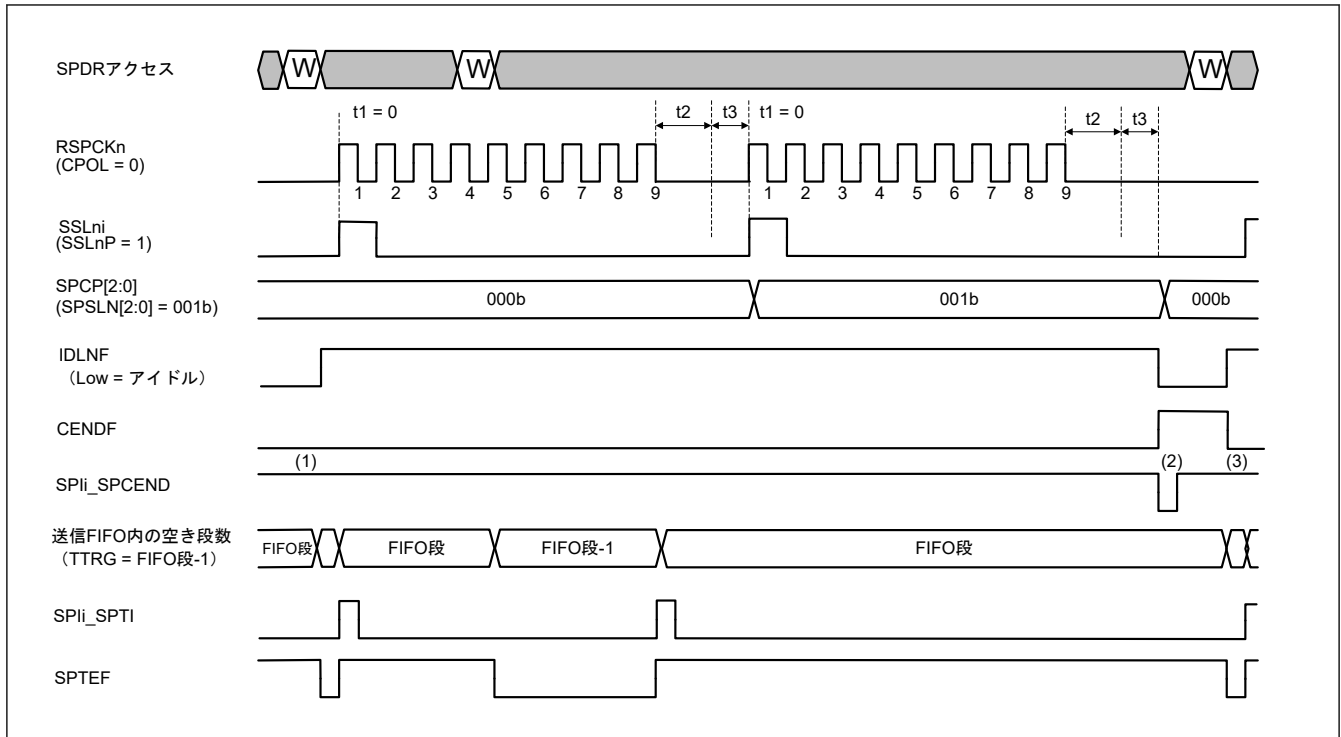 SPDRアクセス
W W W
t1 = 0 t2 t3 t1 = 0 t2 t3
RSPCKn
(CPOL = 0)
1 2 3 4 5 6 7 8 9 1 2 3 4 5 6 7 8 9
SSLni
(SSLnP = 1)
SPCP[2:0]
(SPSLN[2:0] = 001b)
000b 001b 000b
IDLNF
(Low = アイドル)
CENDF
(1) (2) (3)
SPIi_SPCEND
送信FIFO内の空き段数
(TTRG = FIFO段-1)
FIFO段 FIFO段 FIFO段-1 FIFO段
SPIi_SPTI
SPTEF